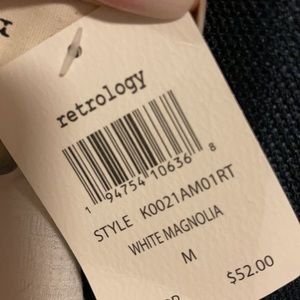 retrology
1 94754 10636 8
STYLE K0021AM01RT
WHITE MAGNOLIA
M
$52.00